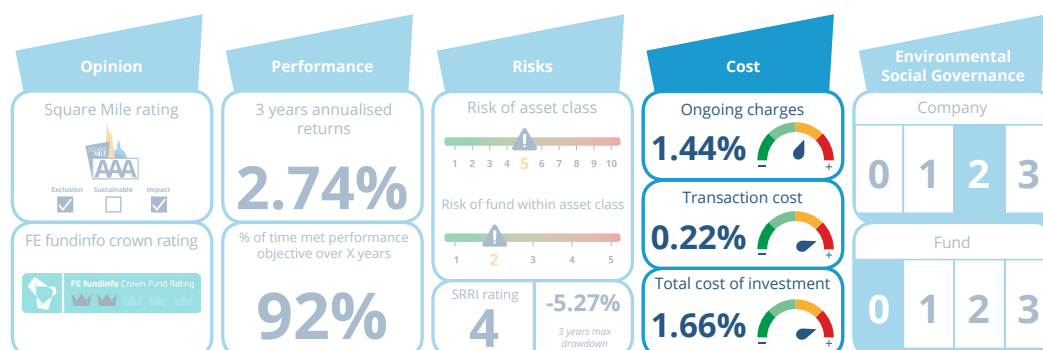 Opinion
Square Mile rating
SQUARE
MILE
AAA
Exclusion Sustainable Impact
FE fundinfo crown rating
FE fundinfo Crown Fund Rating
Performance
3 years annualised
returns
2.74%
% of time met performance
objective over X years
92%
Risks
Risk of asset class
1 2 3 4 5 6 7 8 9 10
Risk of fund within asset class
1 2 3 4 5
SRRI rating
4
-5.27%
3 years max
drawdown
Cost
Ongoing charges
1.44%
– +
Transaction cost
0.22%
– +
Total cost of investment
1.66%
– +
Environmental
Social Governance
Company
0 1 2 3
Fund
0 1 2 3